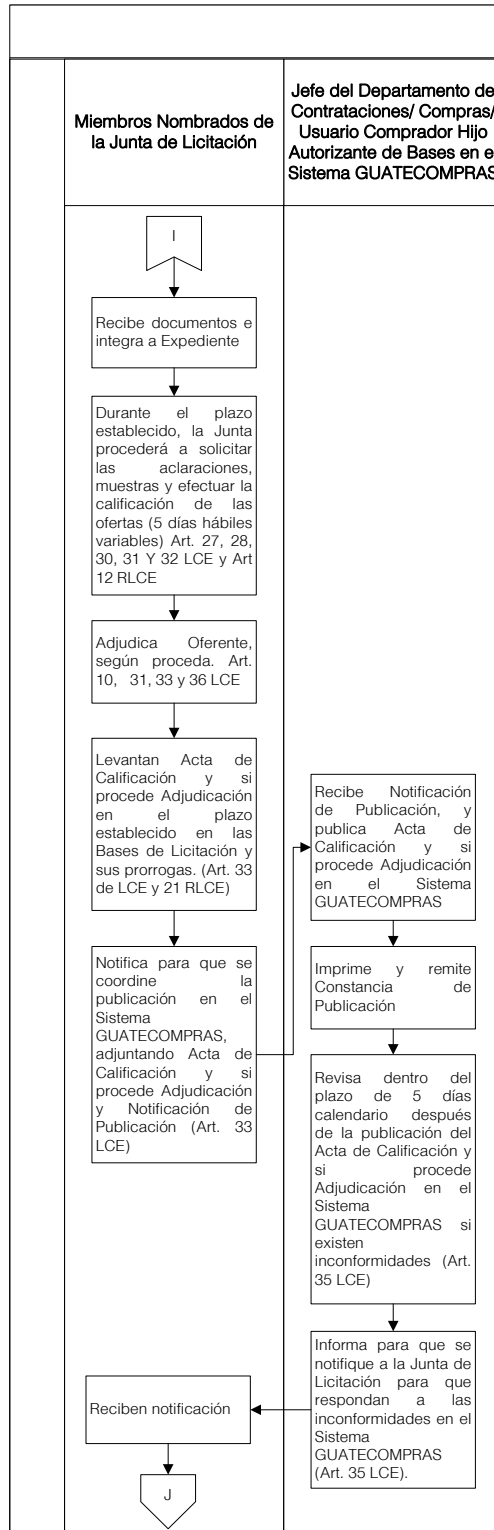 Miembros Nombrados de
la Junta de Licitación
Jefe del Departamento de
Contrataciones/ Compras/
Usuario Comprador Hijo
Autorizante de Bases en e
Sistema GUATECOMPRAS
I
Recibe documentos e
integra a Expediente
Durante el plazo
establecido, la Junta
procederá a solicitar
las aclaraciones,
muestras y efectuar la
calificación de las
ofertas (5 días hábiles
variables) Art. 27, 28,
30, 31 Y 32 LCE y Art
12 RLCE
Adjudica Oferente,
según proceda. Art.
10, 31, 33 y 36 LCE
Levantan Acta de
Calificación y si
procede Adjudicación
en el plazo
establecido en las
Bases de Licitación y
sus prorrogas. (Art. 33
de LCE y 21 RLCE)
Notifica para que se
coordine la
publicación en el
Sistema
GUATECOMPRAS,
adjuntando Acta de
Calificación y si
procede Adjudicación
y Notificación de
Publicación (Art. 33
LCE)
Recibe Notificación
de Publicación, y
publica Acta de
Calificación y si
procede Adjudicación
en el Sistema
GUATECOMPRAS
Imprime y remite
Constancia de
Publicación
Revisa dentro del
plazo de 5 días
calendario después
de la publicación del
Acta de Calificación y
si procede
Adjudicación en el
Sistema
GUATECOMPRAS si
existen
inconformidades (Art.
35 LCE)
Informa para que se
notifique a la Junta de
Licitación para que
respondan a las
inconformidades en el
Sistema
GUATECOMPRAS
(Art. 35 LCE).
Reciben notificación
J